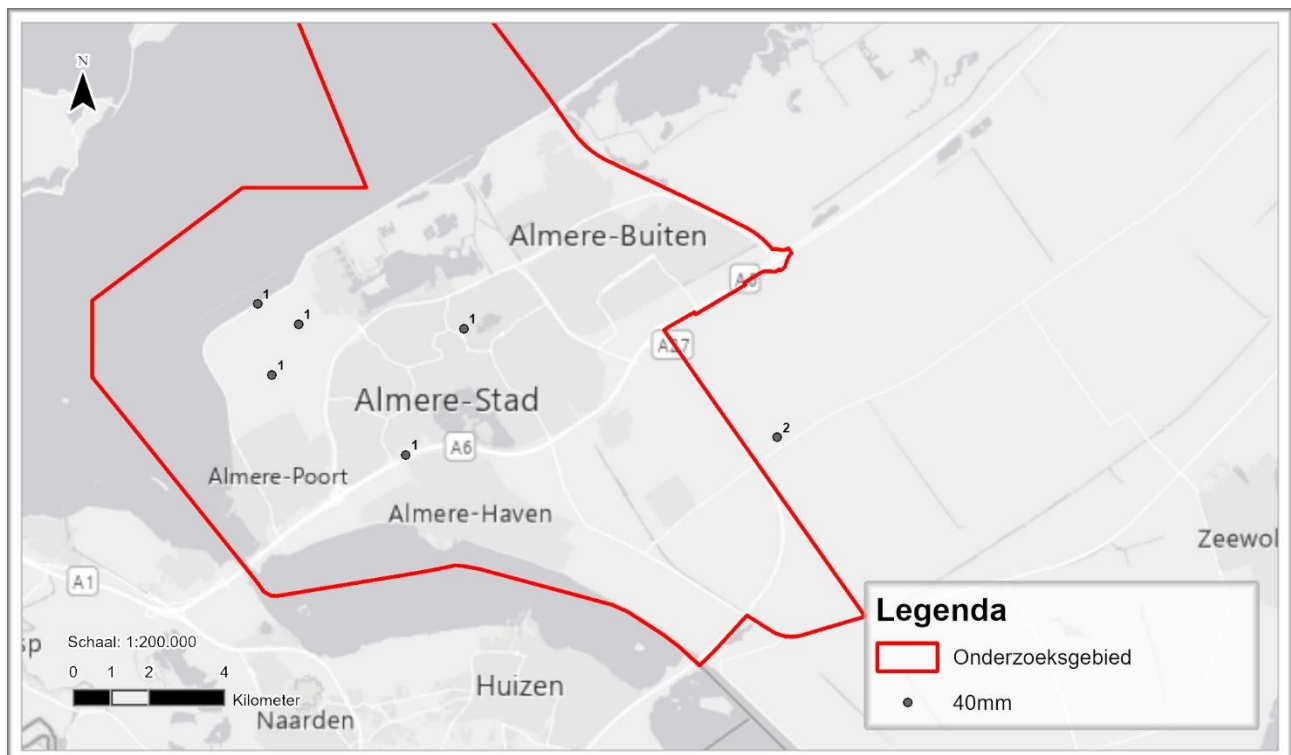 N
Almere-Buiten
A6
1
1
1
A27
1
Almere-Stad
2
1
A6
Almere-Poort
Almere-Haven
Zeewol
A1
Legenda
Onderzoeksgebied
40mm
sp
Schaal: 1:200.000
0 1 2 4
Kilometer
Huizen
Naarden